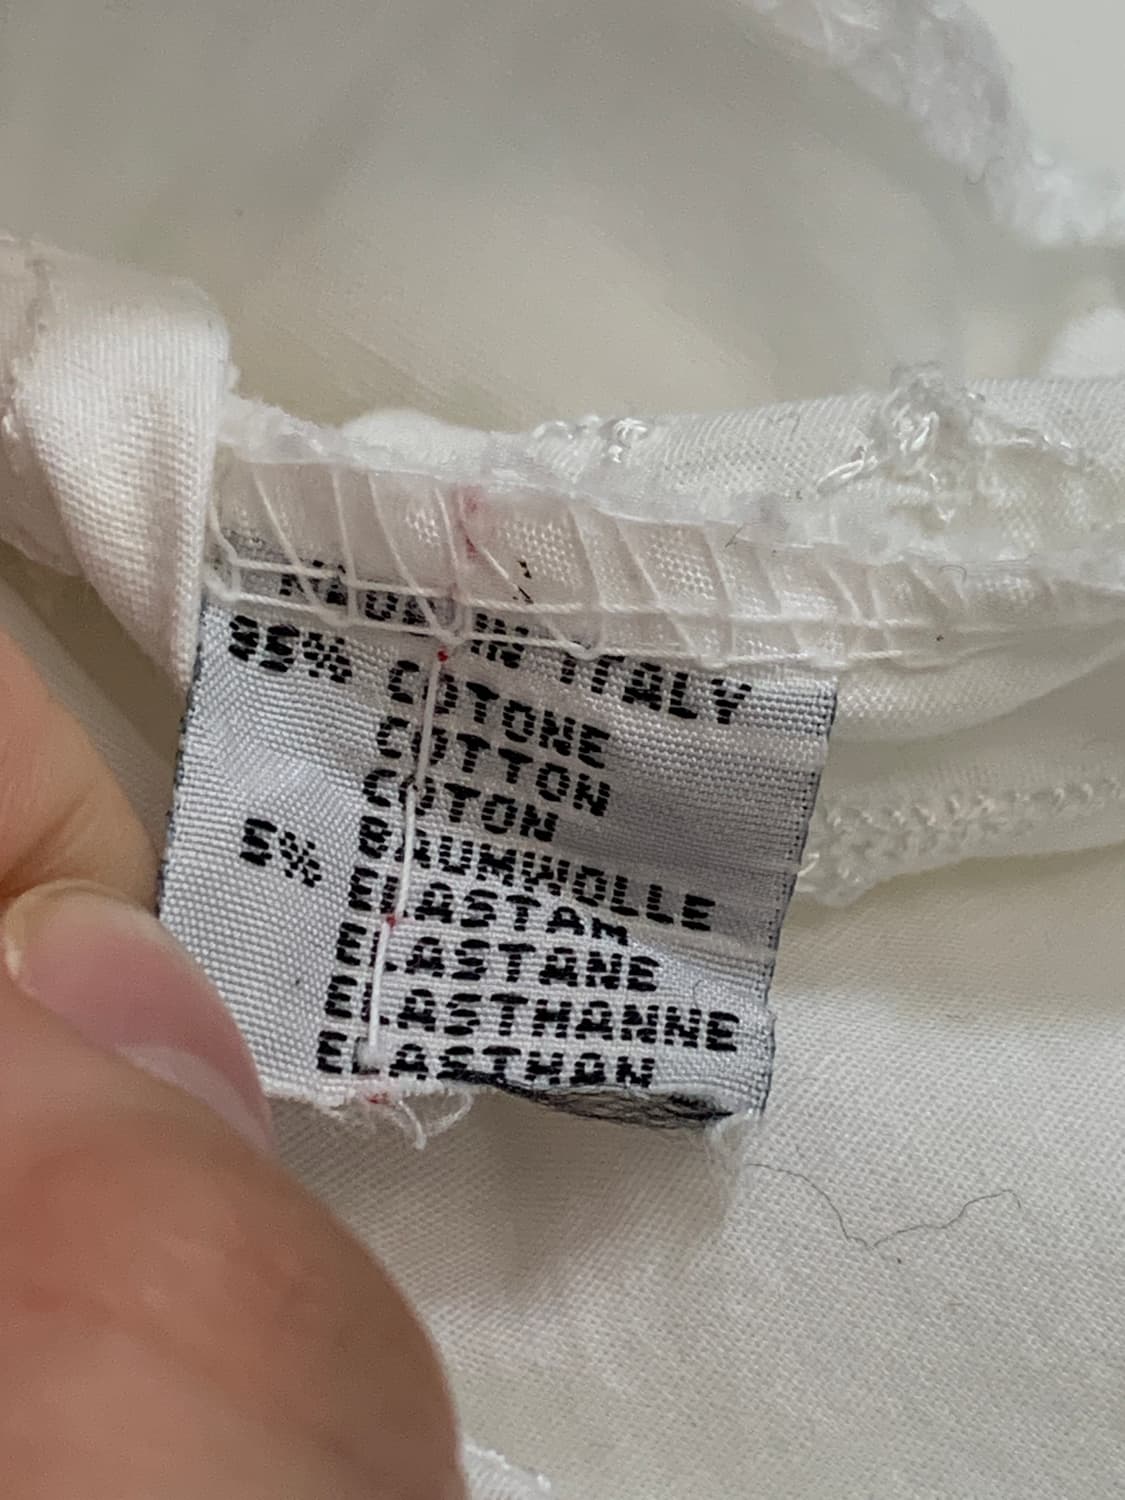 MADE IN ITALY
95% COTONE
COTTON
COTON
BAUMWOLLE
5% ELASTAN
ELASTANE
ELASTHANNE
ELASTHAN